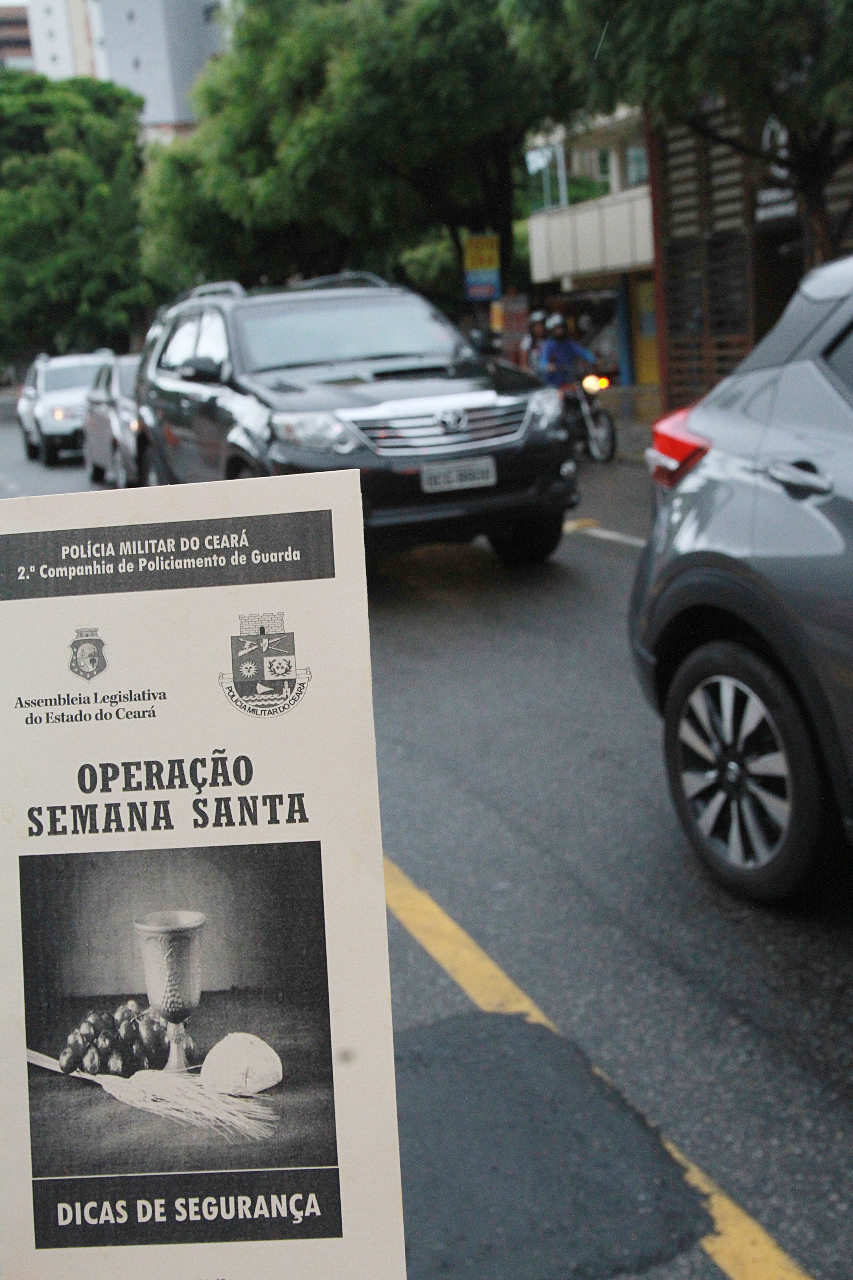 POLÍCIA MILITAR DO CEARÁ
2.ª Companhia de Policiamento de Guarda
Assembleia Legislativa
do Estado do Ceará
POLICIA MILITAR DO CEARÁ
OPERAÇÃO
SEMANA SANTA
DICAS DE SEGURANÇA